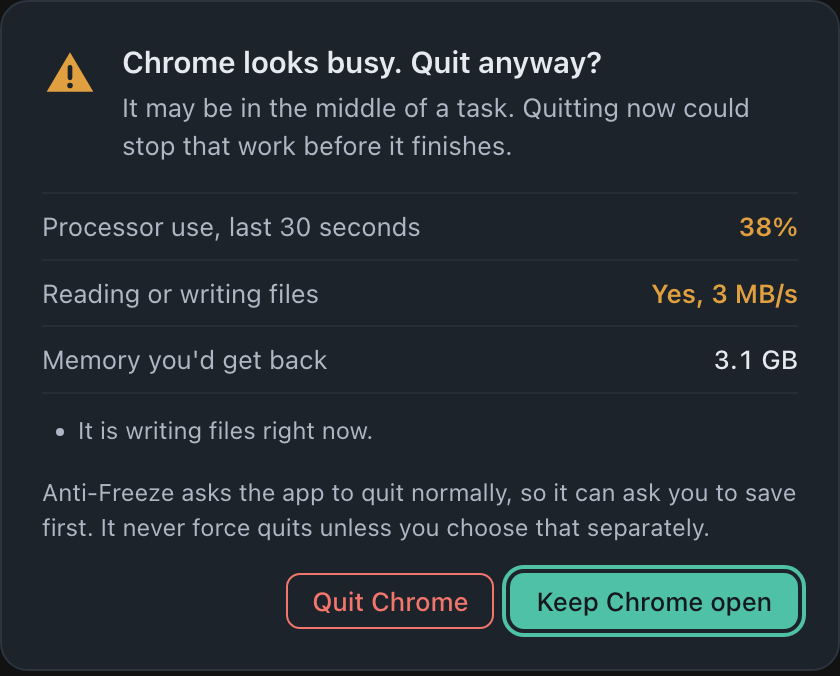 Chrome looks busy. Quit anyway?
It may be in the middle of a task. Quitting now could
stop that work before it finishes.
Processor use, last 30 seconds 38%
Reading or writing files Yes, 3 MB/s
Memory you'd get back 3.1 GB
• It is writing files right now.
Anti-Freeze asks the app to quit normally, so it can ask you to save
first. It never force quits unless you choose that separately.
Quit Chrome Keep Chrome open